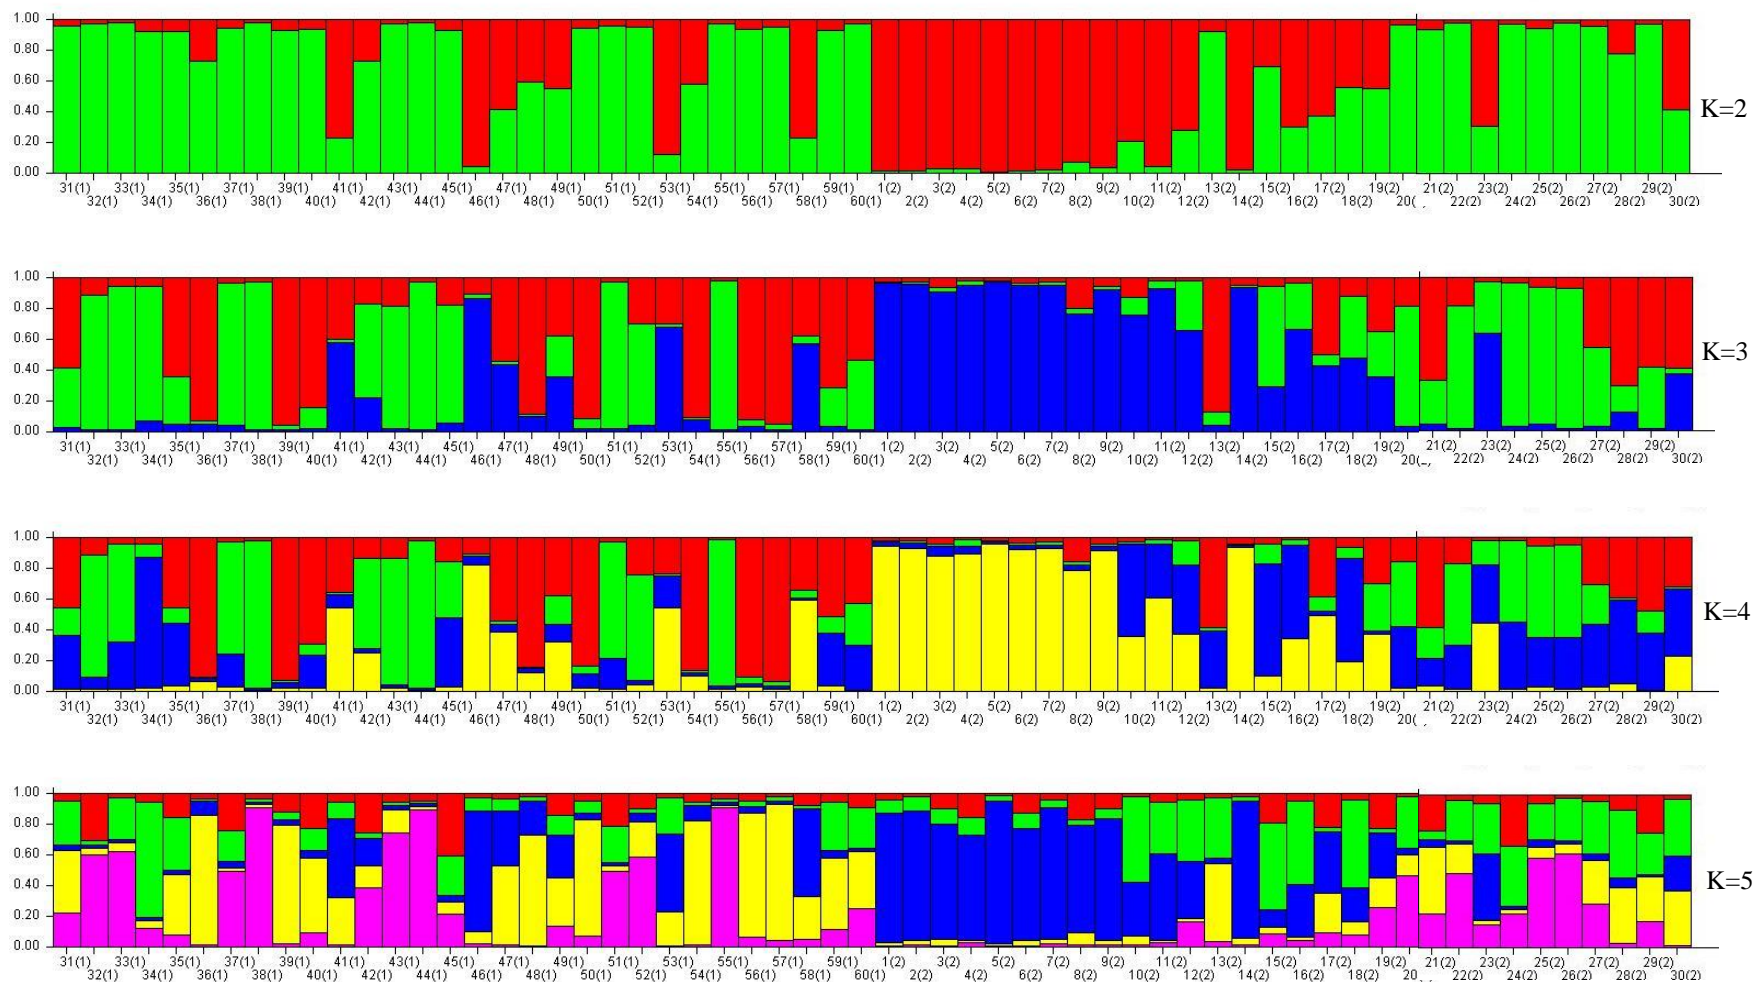 1.00
0.80
0.60
0.40
0.20
0.00
K=2
31(1) 33(1) 35(1) 37(1) 39(1) 41(1) 43(1) 45(1) 47(1) 49(1) 51(1) 53(1) 55(1) 57(1) 59(1) 1(2) 3(2) 5(2) 7(2) 9(2) 11(2) 13(2) 15(2) 17(2) 19(2) 21(2) 23(2) 25(2) 27(2) 29(2)
32(1) 34(1) 36(1) 38(1) 40(1) 42(1) 44(1) 46(1) 48(1) 50(1) 52(1) 54(1) 56(1) 58(1) 60(1) 2(2) 4(2) 6(2) 8(2) 10(2) 12(2) 14(2) 16(2) 18(2) 20( 22(2) 24(2) 26(2) 28(2) 30(2)
1.00
0.80
0.60
0.40
0.20
0.00
K=3
31(1) 33(1) 35(1) 37(1) 39(1) 41(1) 43(1) 45(1) 47(1) 49(1) 51(1) 53(1) 55(1) 57(1) 59(1) 1(2) 3(2) 5(2) 7(2) 9(2) 11(2) 13(2) 15(2) 17(2) 19(2) 21(2) 23(2) 25(2) 27(2) 29(2)
32(1) 34(1) 36(1) 38(1) 40(1) 42(1) 44(1) 46(1) 48(1) 50(1) 52(1) 54(1) 56(1) 58(1) 60(1) 2(2) 4(2) 6(2) 8(2) 10(2) 12(2) 14(2) 16(2) 18(2) 20( 22(2) 24(2) 26(2) 28(2) 30(2)
1.00
0.80
0.60
0.40
0.20
0.00
K=4
31(1) 33(1) 35(1) 37(1) 39(1) 41(1) 43(1) 45(1) 47(1) 49(1) 51(1) 53(1) 55(1) 57(1) 59(1) 1(2) 3(2) 5(2) 7(2) 9(2) 11(2) 13(2) 15(2) 17(2) 19(2) 21(2) 23(2) 25(2) 27(2) 29(2)
32(1) 34(1) 36(1) 38(1) 40(1) 42(1) 44(1) 46(1) 48(1) 50(1) 52(1) 54(1) 56(1) 58(1) 60(1) 2(2) 4(2) 6(2) 8(2) 10(2) 12(2) 14(2) 16(2) 18(2) 20( 22(2) 24(2) 26(2) 28(2) 30(2)
1.00
0.80
0.60
0.40
0.20
0.00
K=5
31(1) 33(1) 35(1) 37(1) 39(1) 41(1) 43(1) 45(1) 47(1) 49(1) 51(1) 53(1) 55(1) 57(1) 59(1) 1(2) 3(2) 5(2) 7(2) 9(2) 11(2) 13(2) 15(2) 17(2) 19(2) 21(2) 23(2) 25(2) 27(2) 29(2)
32(1) 34(1) 36(1) 38(1) 40(1) 42(1) 44(1) 46(1) 48(1) 50(1) 52(1) 54(1) 56(1) 58(1) 60(1) 2(2) 4(2) 6(2) 8(2) 10(2) 12(2) 14(2) 16(2) 18(2) 20 22(2) 24(2) 26(2) 28(2) 30(2)